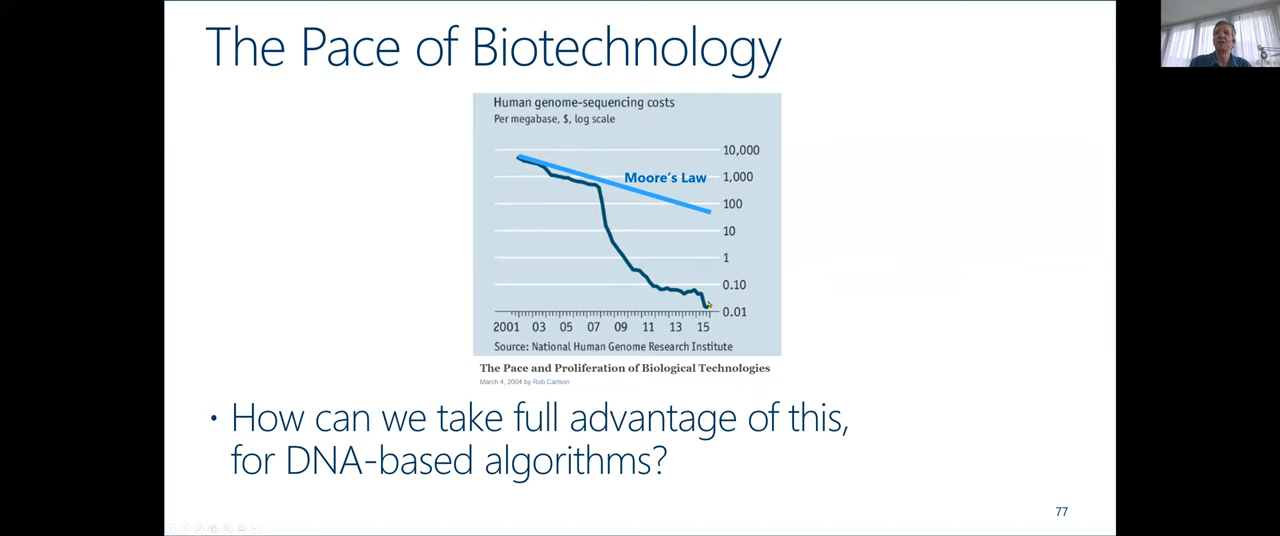 The Pace of Biotechnology
Human genome-sequencing costs
Per megabase, $, log scale
10,000
Moore's Law
1,000
100
10
1
0.10
0.01
2001 03 05 07 09 11 13 15
Source: National Human Genome Research Institute
The Pace and Proliferation of Biological Technologies
March 4, 2004 by Rob Carlson
• How can we take full advantage of this,
for DNA-based algorithms?
77